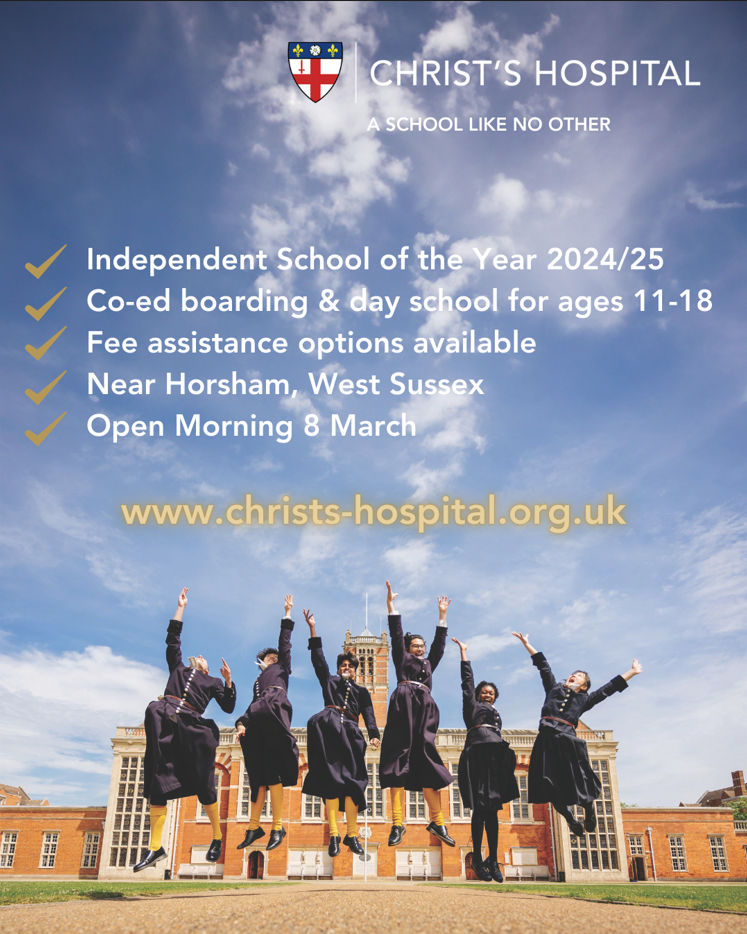 CHRIST'S HOSPITAL
A SCHOOL LIKE NO OTHER
Independent School of the Year 2024/25
Co-ed boarding & day school for ages 11-18
Fee assistance options available
Near Horsham, West Sussex
Open Morning 8 March
www.christs-hospital.org.uk